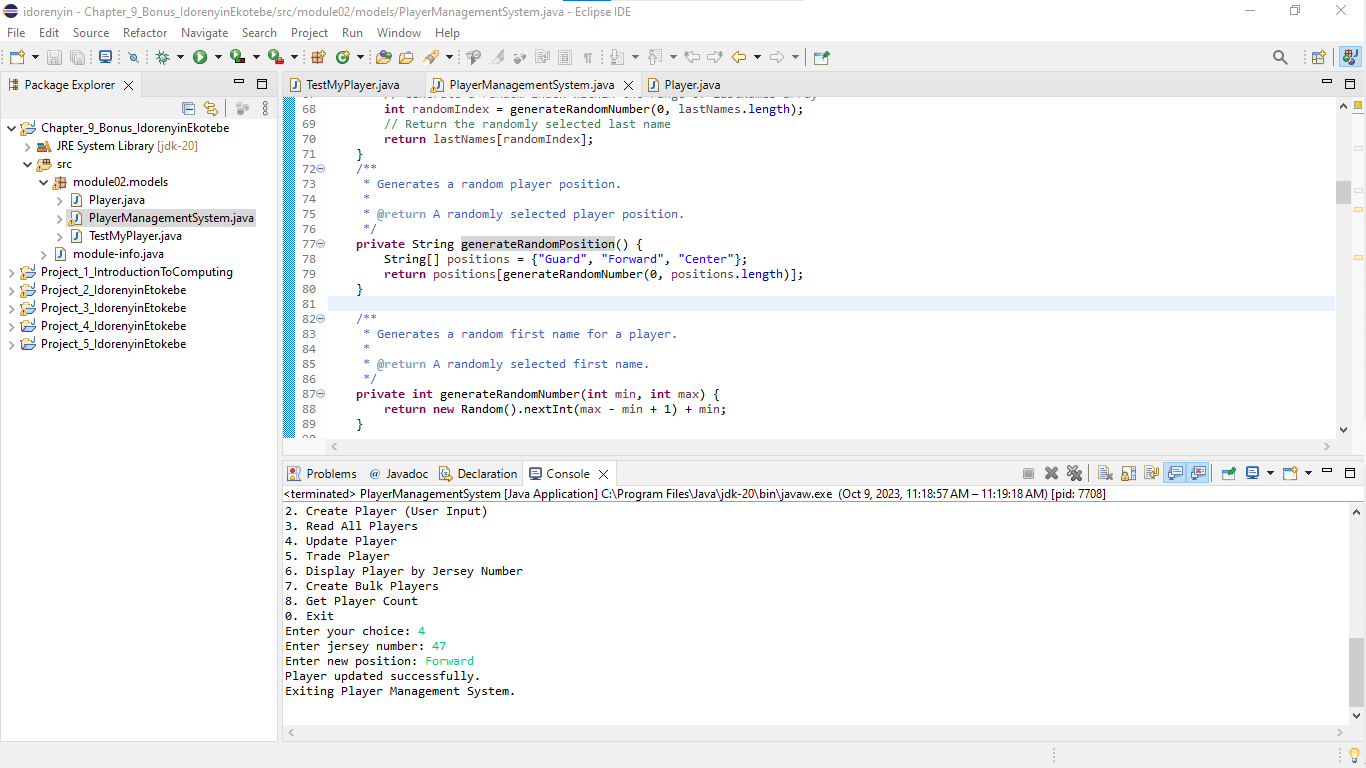 idorenyin - Chapter_9_Bonus_IdorenyinEkotebe/src/module02/models/PlayerManagementSystem.java - Eclipse IDE
File Edit Source Refactor Navigate Search Project Run Window Help
Package Explorer
Chapter_9_Bonus_IdorenyinEkotebe
JRE System Library [jdk-20]
src
module02.models
Player.java
PlayerManagementSystem.java
TestMyPlayer.java
module-info.java
Project_1_IntroductionToComputing
Project_2_IdorenyinEtokebe
Project_3_IdorenyinEtokebe
Project_4_IdorenyinEtokebe
Project_5_IdorenyinEtokebe
TestMyPlayer.java PlayerManagementSystem.java Player.java
68 int randomIndex = generateRandomNumber(0, lastNames.length);
69 // Return the randomly selected last name
70 return lastNames[randomIndex];
71 }
72 /**
73 * Generates a random player position.
74 *
75 * @return A randomly selected player position.
76 */
77 private String generateRandomPosition() {
78 String[] positions = {"Guard", "Forward", "Center"};
79 return positions[generateRandomNumber(0, positions.length)];
80 }
81
82 /**
83 * Generates a random first name for a player.
84 *
85 * @return A randomly selected first name.
86 */
87 private int generateRandomNumber(int min, int max) {
88 return new Random().nextInt(max - min + 1) + min;
89 }
Problems @ Javadoc Declaration Console
<terminated> PlayerManagementSystem [Java Application] C:\Program Files\Java\jdk-20\bin\javaw.exe (Oct 9, 2023, 11:18:57 AM – 11:19:18 AM) [pid: 7708]
2. Create Player (User Input)
3. Read All Players
4. Update Player
5. Trade Player
6. Display Player by Jersey Number
7. Create Bulk Players
8. Get Player Count
0. Exit
Enter your choice: 4
Enter jersey number: 47
Enter new position: Forward
Player updated successfully.
Exiting Player Management System.